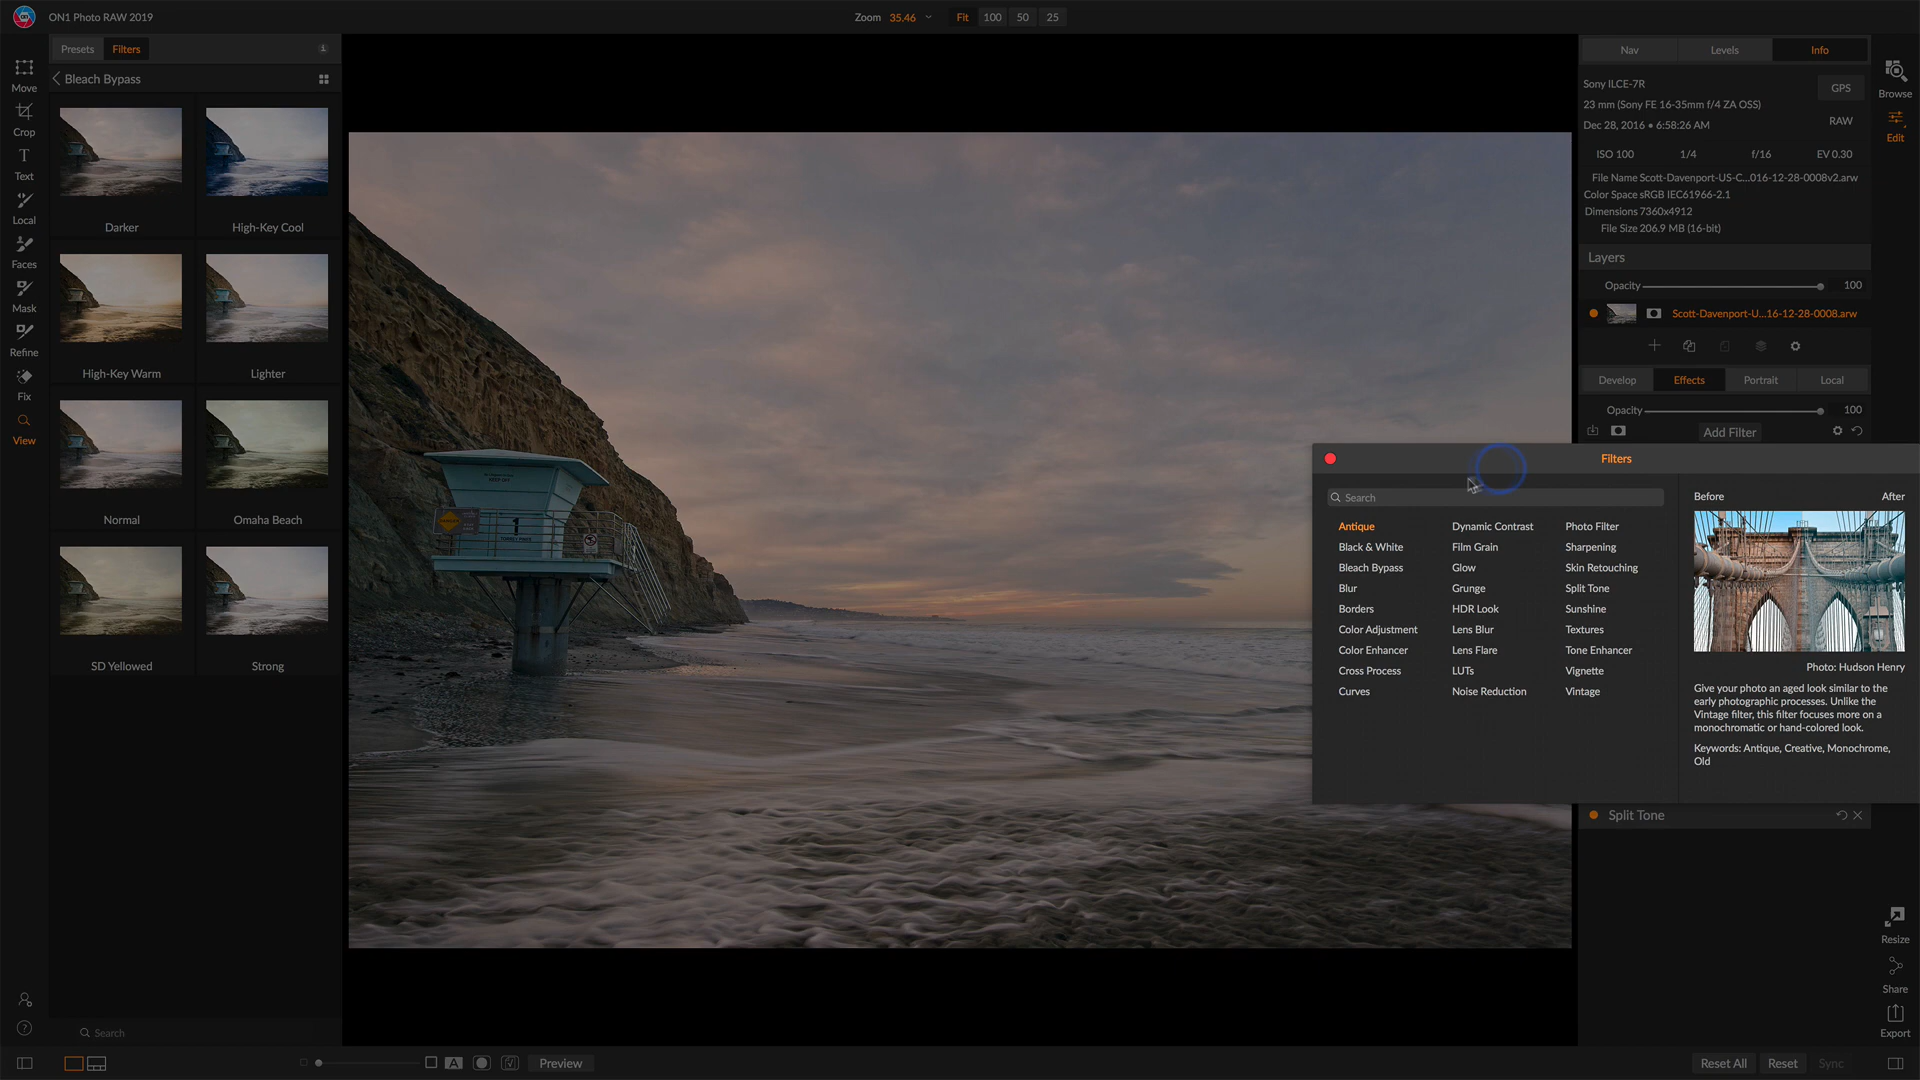 ON1 Photo RAW 2019
Zoom 35.46 Fit 100 50 25
Presets Filters
Bleach Bypass
Move
Crop
Text
Local
Faces
Mask
Refine
Fix
View
Darker High-Key Cool
High-Key Warm Lighter
Normal Omaha Beach
SD Yellowed Strong
Search
1
Nav Levels Info
Sony ILCE-7R GPS
23 mm (Sony FE 16-35mm f/4 ZA OSS)
Dec 28, 2016 • 6:58:26 AM RAW
ISO 100 1/4 f/16 EV 0.30
File Name Scott-Davenport-US-C...016-12-28-0008v2.arw
Color Space sRGB IEC61966-2.1
Dimensions 7360x4912
File Size 206.9 MB (16-bit)
Browse
Edit
Layers
Opacity 100
Scott-Davenport-U...16-12-28-0008.arw
Develop Effects Portrait Local
Opacity 100
Add Filter
Filters
Search
Antique Dynamic Contrast Photo Filter
Black & White Film Grain Sharpening
Bleach Bypass Glow Skin Retouching
Blur Grunge Split Tone
Borders HDR Look Sunshine
Color Adjustment Lens Blur Textures
Color Enhancer Lens Flare Tone Enhancer
Cross Process LUTs Vignette
Curves Noise Reduction Vintage
Before After
Photo: Hudson Henry
Give your photo an aged look similar to the
early photographic processes. Unlike the
Vintage filter, this filter focuses more on a
monochromatic or hand-colored look.
Keywords: Antique, Creative, Monochrome,
Old
Split Tone
Resize
Share
Export
A
Preview
Reset All Reset Sync